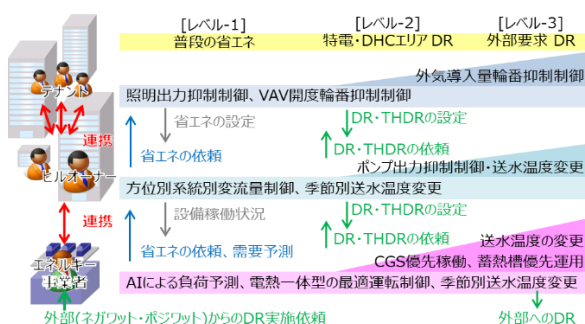 [レベル-1]
普段の省エネ
[レベル-2]
特電・DHCエリア DR
[レベル-3]
外部要求 DR
外気導入量輪番抑制制御
テナント
照明出力抑制制御、VAV開度輪番抑制制御
連携
省エネの設定
省エネの依頼
DR・THDRの設定
DR・THDRの依頼
ポンプ出力抑制制御・送水温度変更
ビルオーナー
方位別系統別変流量制御、季節別送水温度変更
連携
設備稼働状況
省エネの依頼、需要予測
DR・THDRの設定
DR・THDRの依頼
送水温度の変更
CGS優先稼働、蓄熱槽優先運用
エネルギー
事業者
AIによる負荷予測、電熱一体型の最適運転制御、季節別送水温度変更
外部(ネガワット・ポジワット)からのDR実施依頼
外部へのDR